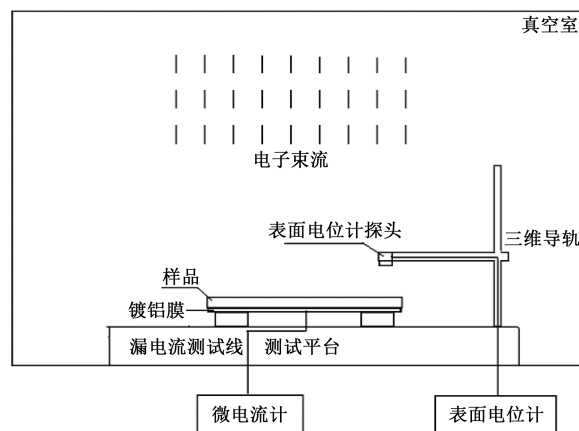 真空室
电子束流
表面电位计探头
三维导轨
样品
镀铝膜
漏电流测试线 测试平台
微电流计
表面电位计